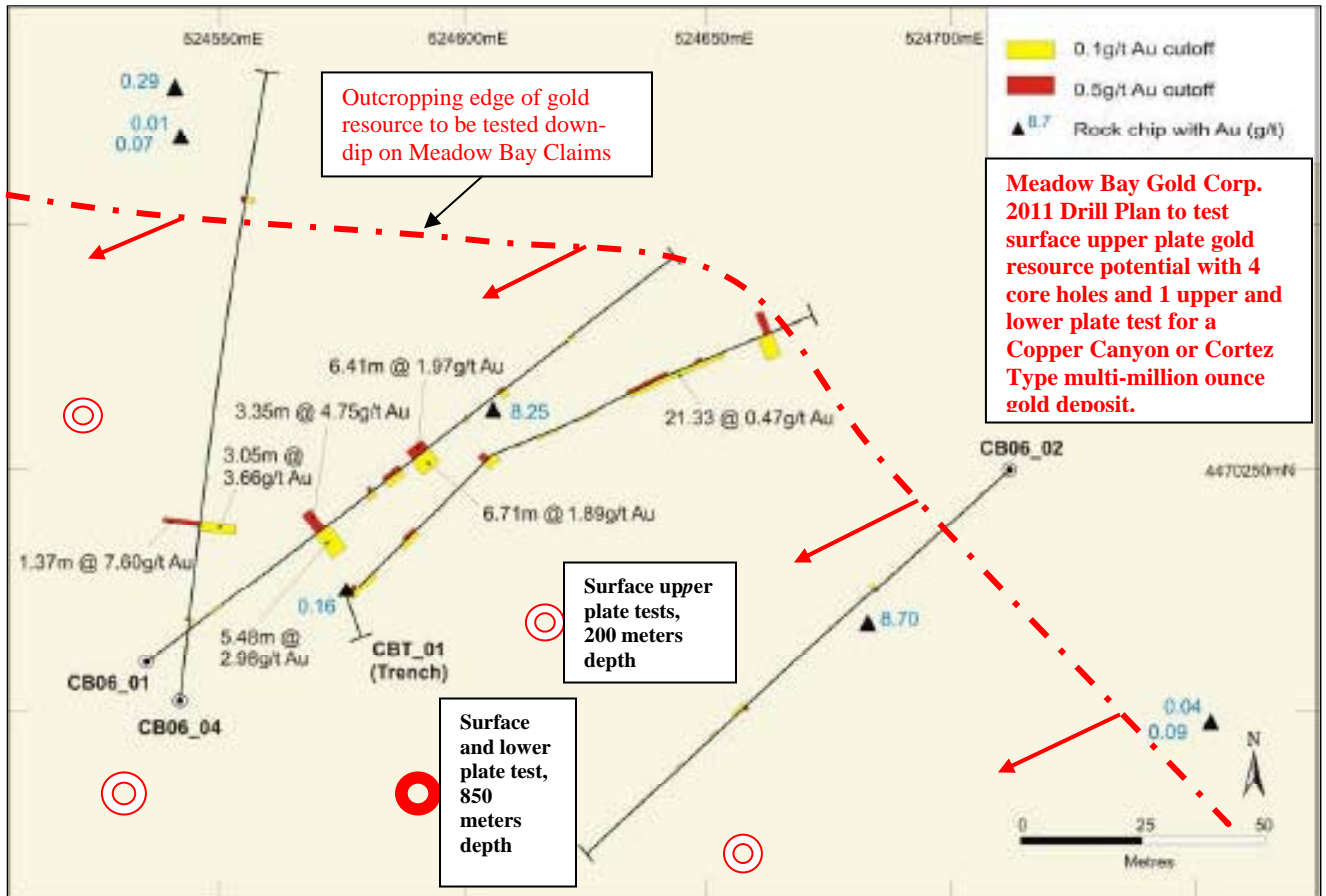 524550mE
524600mE
524650mE
524700mE
0.1g/t Au cutoff
0.5g/t Au cutoff
8.7
Rock chip with Au (g/t)
0.29
0.01
0.07
Outcropping edge of gold
resource to be tested down-
dip on Meadow Bay Claims
Meadow Bay Gold Corp.
2011 Drill Plan to test
surface upper plate gold
resource potential with 4
core holes and 1 upper and
lower plate test for a
Copper Canyon or Cortez
Type multi-million ounce
gold deposit.
6.41m @ 1.97g/t Au
3.35m @ 4.75g/t Au
3.05m @
3.66g/t Au
8.25
21.33 @ 0.47g/t Au
CB06_02
4470250mN
6.71m @ 1.89g/t Au
1.37m @ 7.60g/t Au
0.16
5.48m @
2.98g/t Au
CBT_01
(Trench)
CB06_01
CB06_04
Surface upper
plate tests,
200 meters
depth
8.70
Surface
and lower
plate test,
850
meters
depth
0.04
0.09
N
0
25
50
Metres